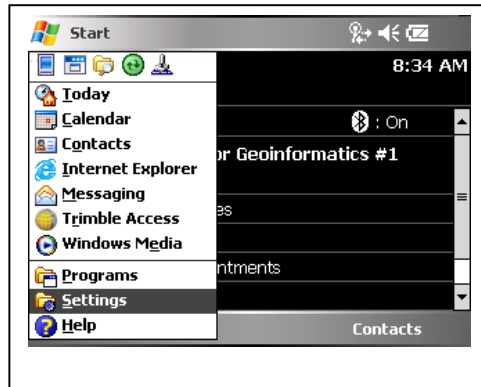 Start
8:34 AM
Today
Calendar
: On
Contacts
or Geoinformatics #1
Internet Explorer
Messaging
es
Trimble Access
Windows Media
Programs
ntments
Settings
Help
Contacts